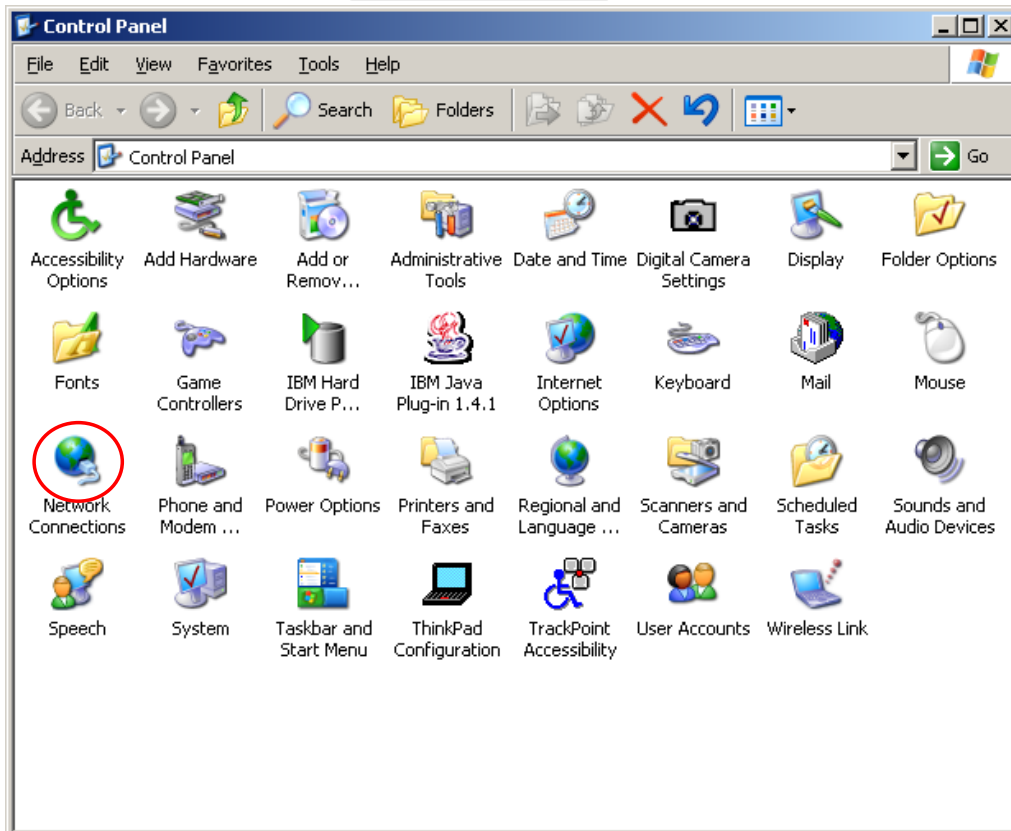 Control Panel
File Edit View Favorites Tools Help
Back Search Folders
Address Control Panel Go
Accessibility Options
Add Hardware
Add or Remov...
Administrative Tools
Date and Time
Digital Camera Settings
Display
Folder Options
Fonts
Game Controllers
IBM Hard Drive P...
IBM Java Plug-in 1.4.1
Internet Options
Keyboard
Mail
Mouse
Network Connections
Phone and Modem ...
Power Options
Printers and Faxes
Regional and Language ...
Scanners and Cameras
Scheduled Tasks
Sounds and Audio Devices
Speech
System
Taskbar and Start Menu
ThinkPad Configuration
TrackPoint Accessibility
User Accounts
Wireless Link